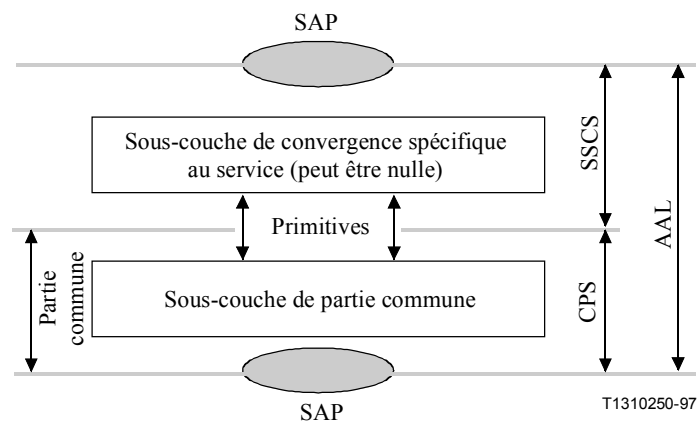 SAP
Sous-couche de convergence spécifique
au service (peut être nulle)
SSCS
AAL
Primitives
Partie
commune
Sous-couche de partie commune
CPS
SAP
T1310250-97